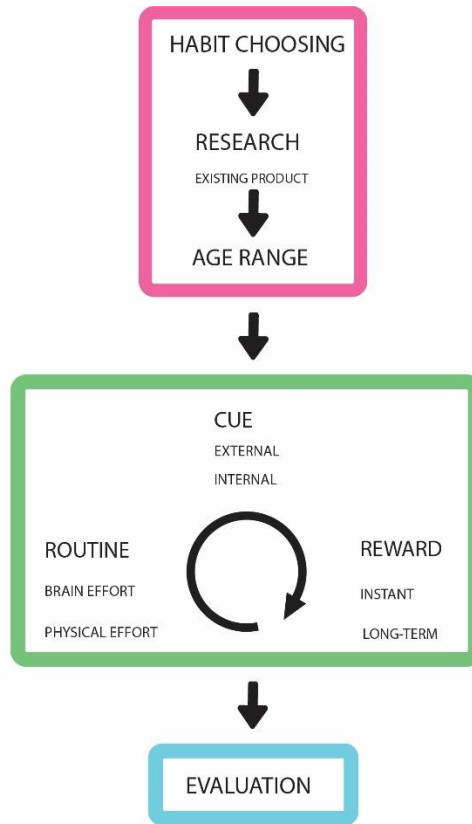 HABIT CHOOSING
RESEARCH
EXISTING PRODUCT
AGE RANGE
CUE
EXTERNAL
INTERNAL
ROUTINE
BRAIN EFFORT
PHYSICAL EFFORT
REWARD
INSTANT
LONG-TERM
EVALUATION